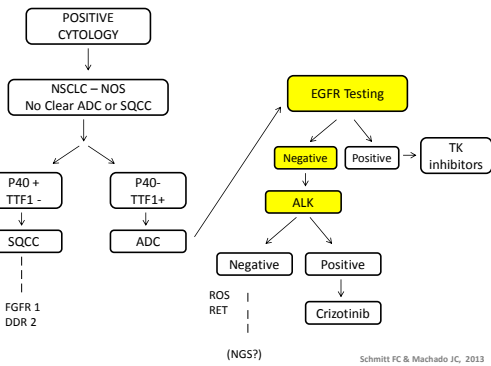 POSITIVE
CYTOLOGY
NSCLC – NOS
No Clear ADC or SQCC
P40 +
TTF1 -
P40-
TTF1+
SQCC
ADC
FGFR 1
DDR 2
EGFR Testing
Negative
Positive
TK
inhibitors
ALK
Negative
Positive
ROS
RET
Crizotinib
(NGS?)
Schmitt FC & Machado JC, 2013